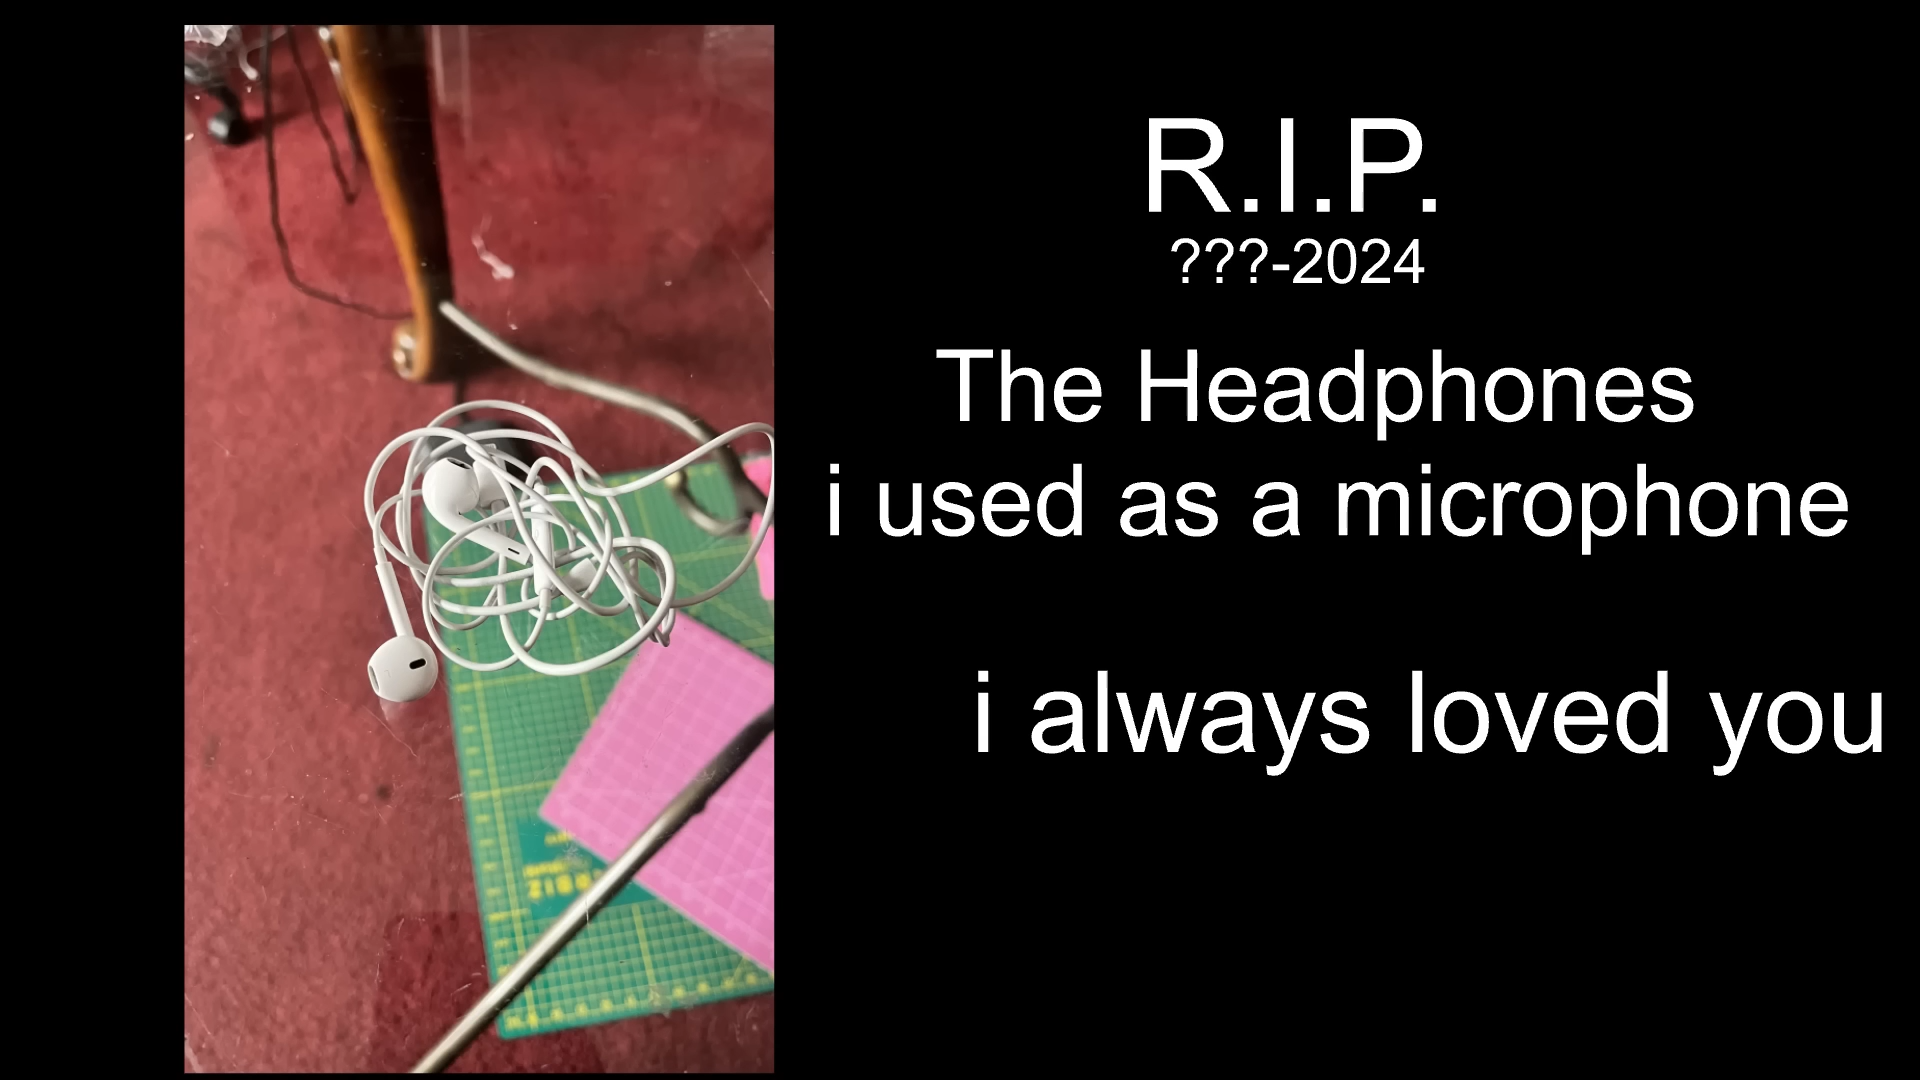 R.I.P.
???-2024
The Headphones
i used as a microphone
i always loved you